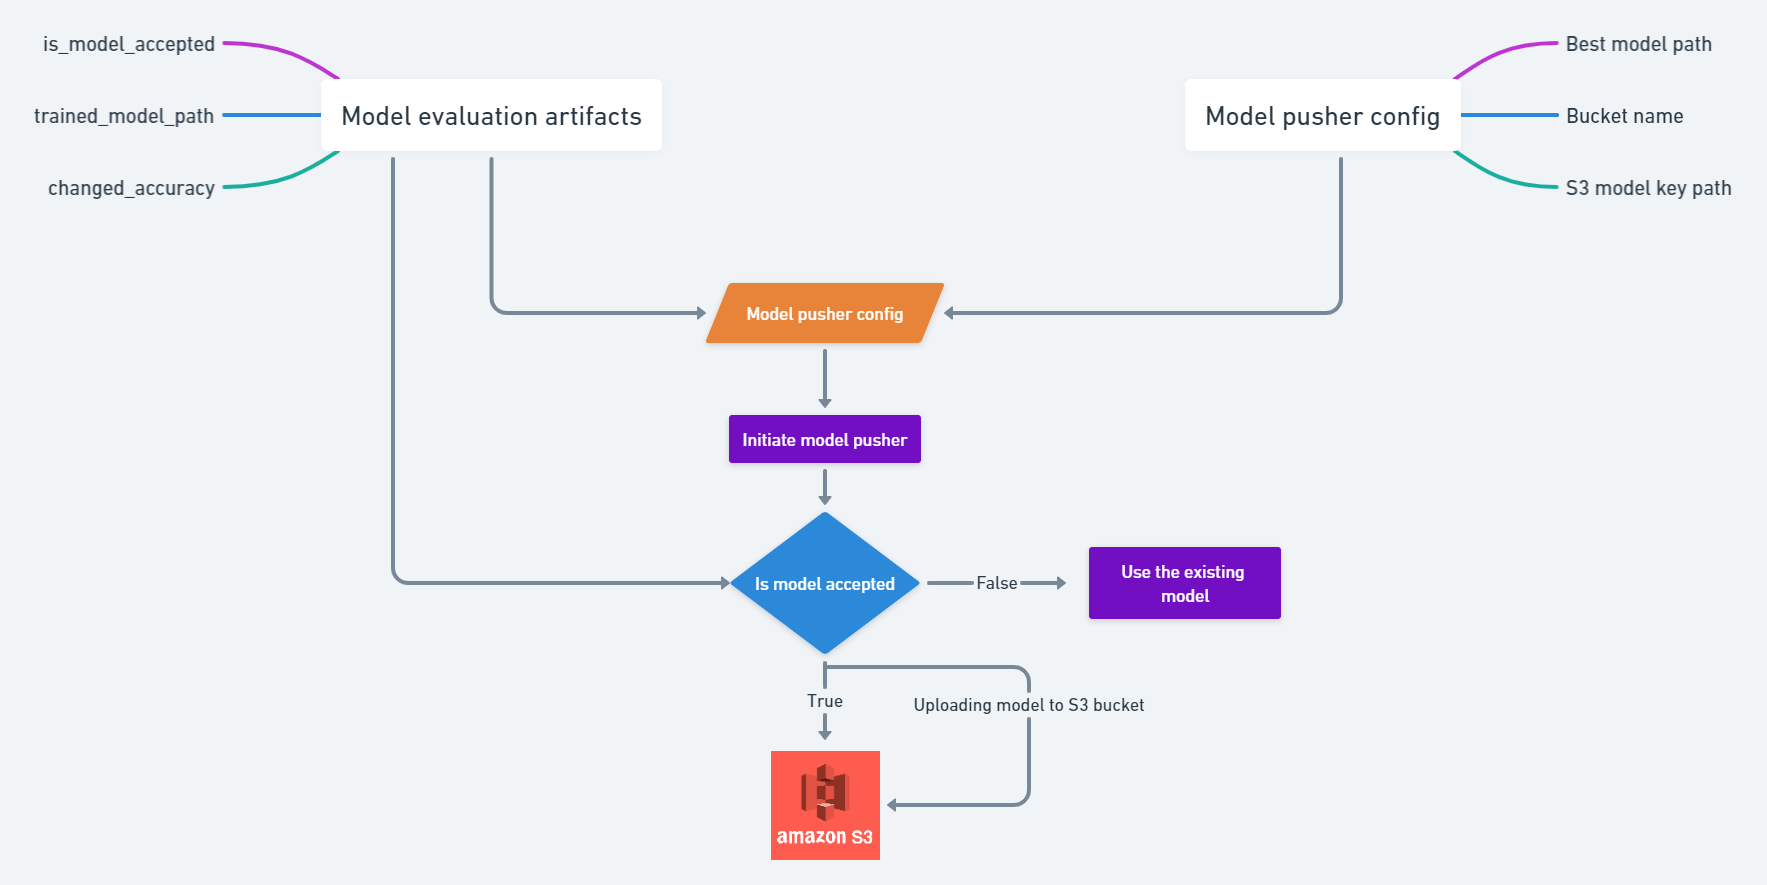 is_model_accepted
trained_model_path
changed_accuracy
Model evaluation artifacts
Model pusher config
Best model path
Bucket name
S3 model key path
Model pusher config
Initiate model pusher
Is model accepted
False
Use the existing
model
True
Uploading model to S3 bucket
amazon S3